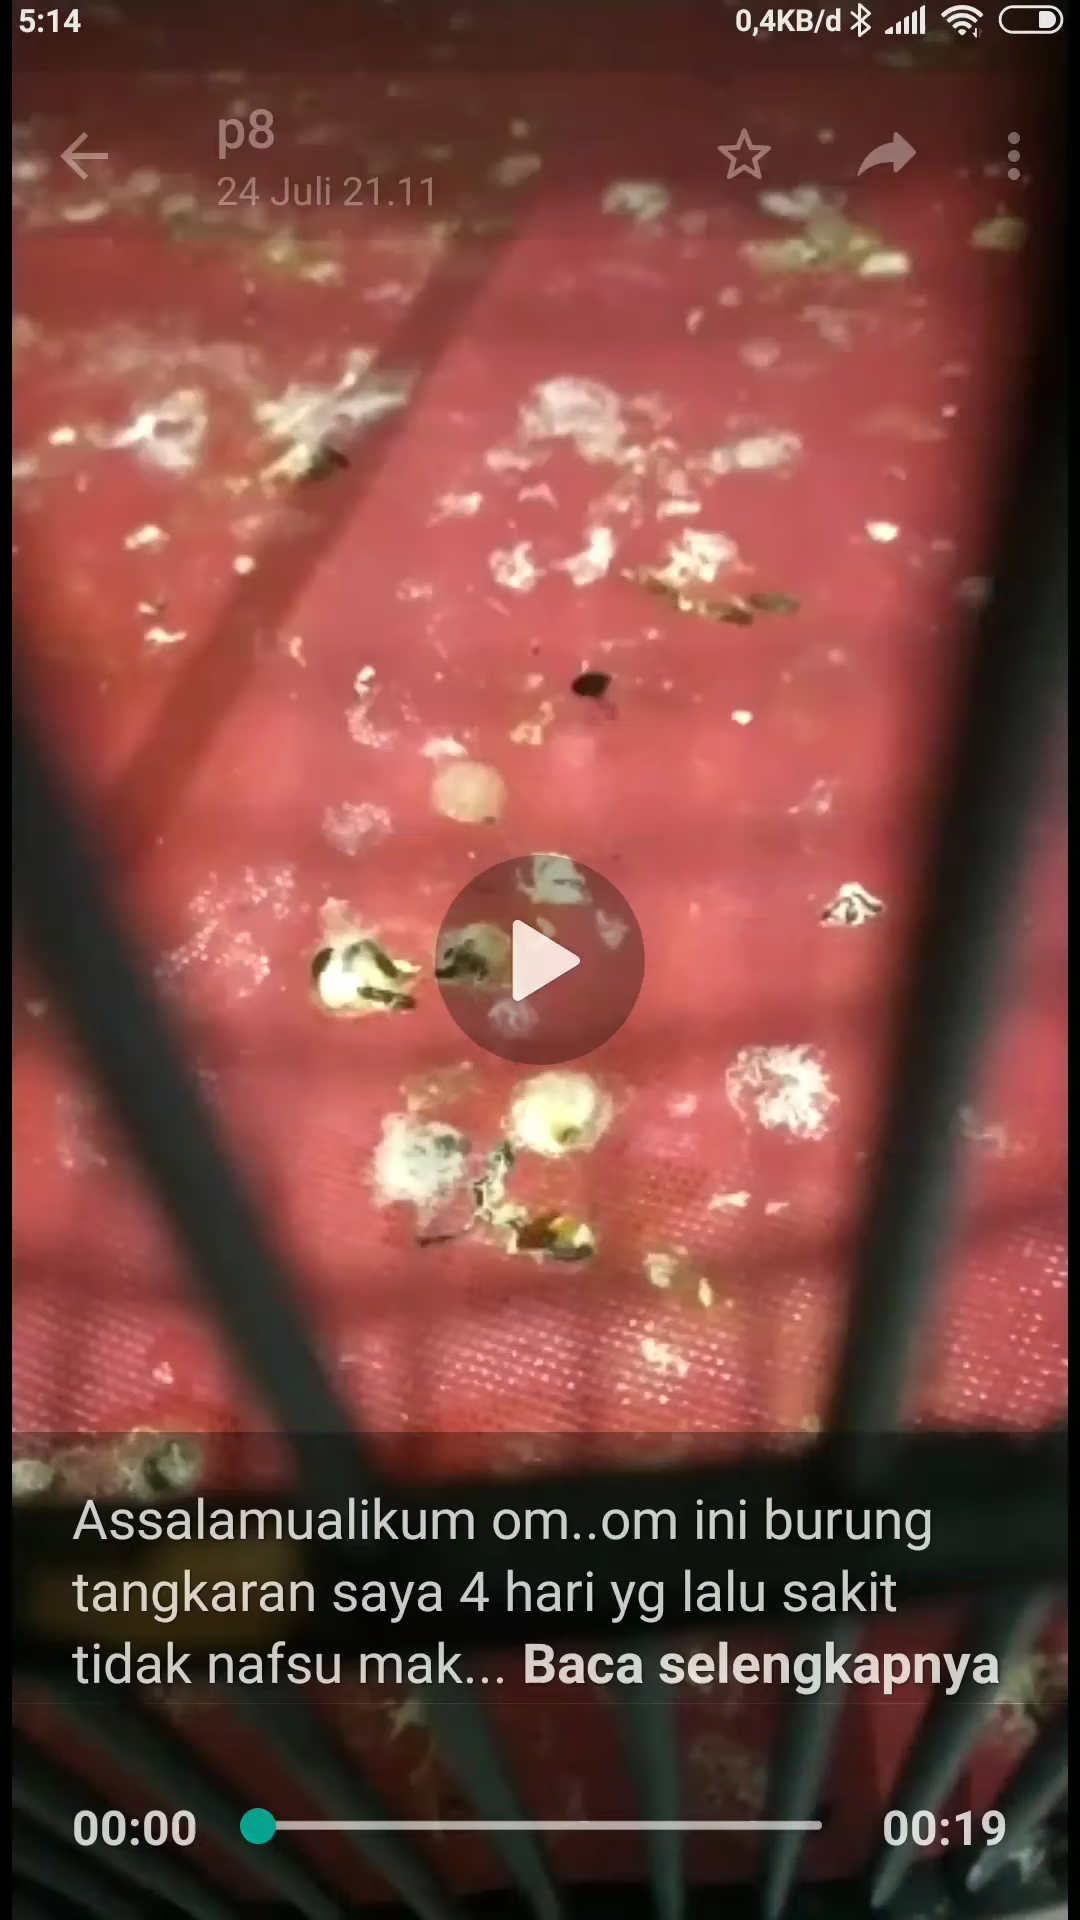 5:14 0,4KB/d
p8
24 Juli 21.11
Assalamualikum om..om ini burung
tangkaran saya 4 hari yg lalu sakit
tidak nafsu mak... Baca selengkapnya
00:00 00:19